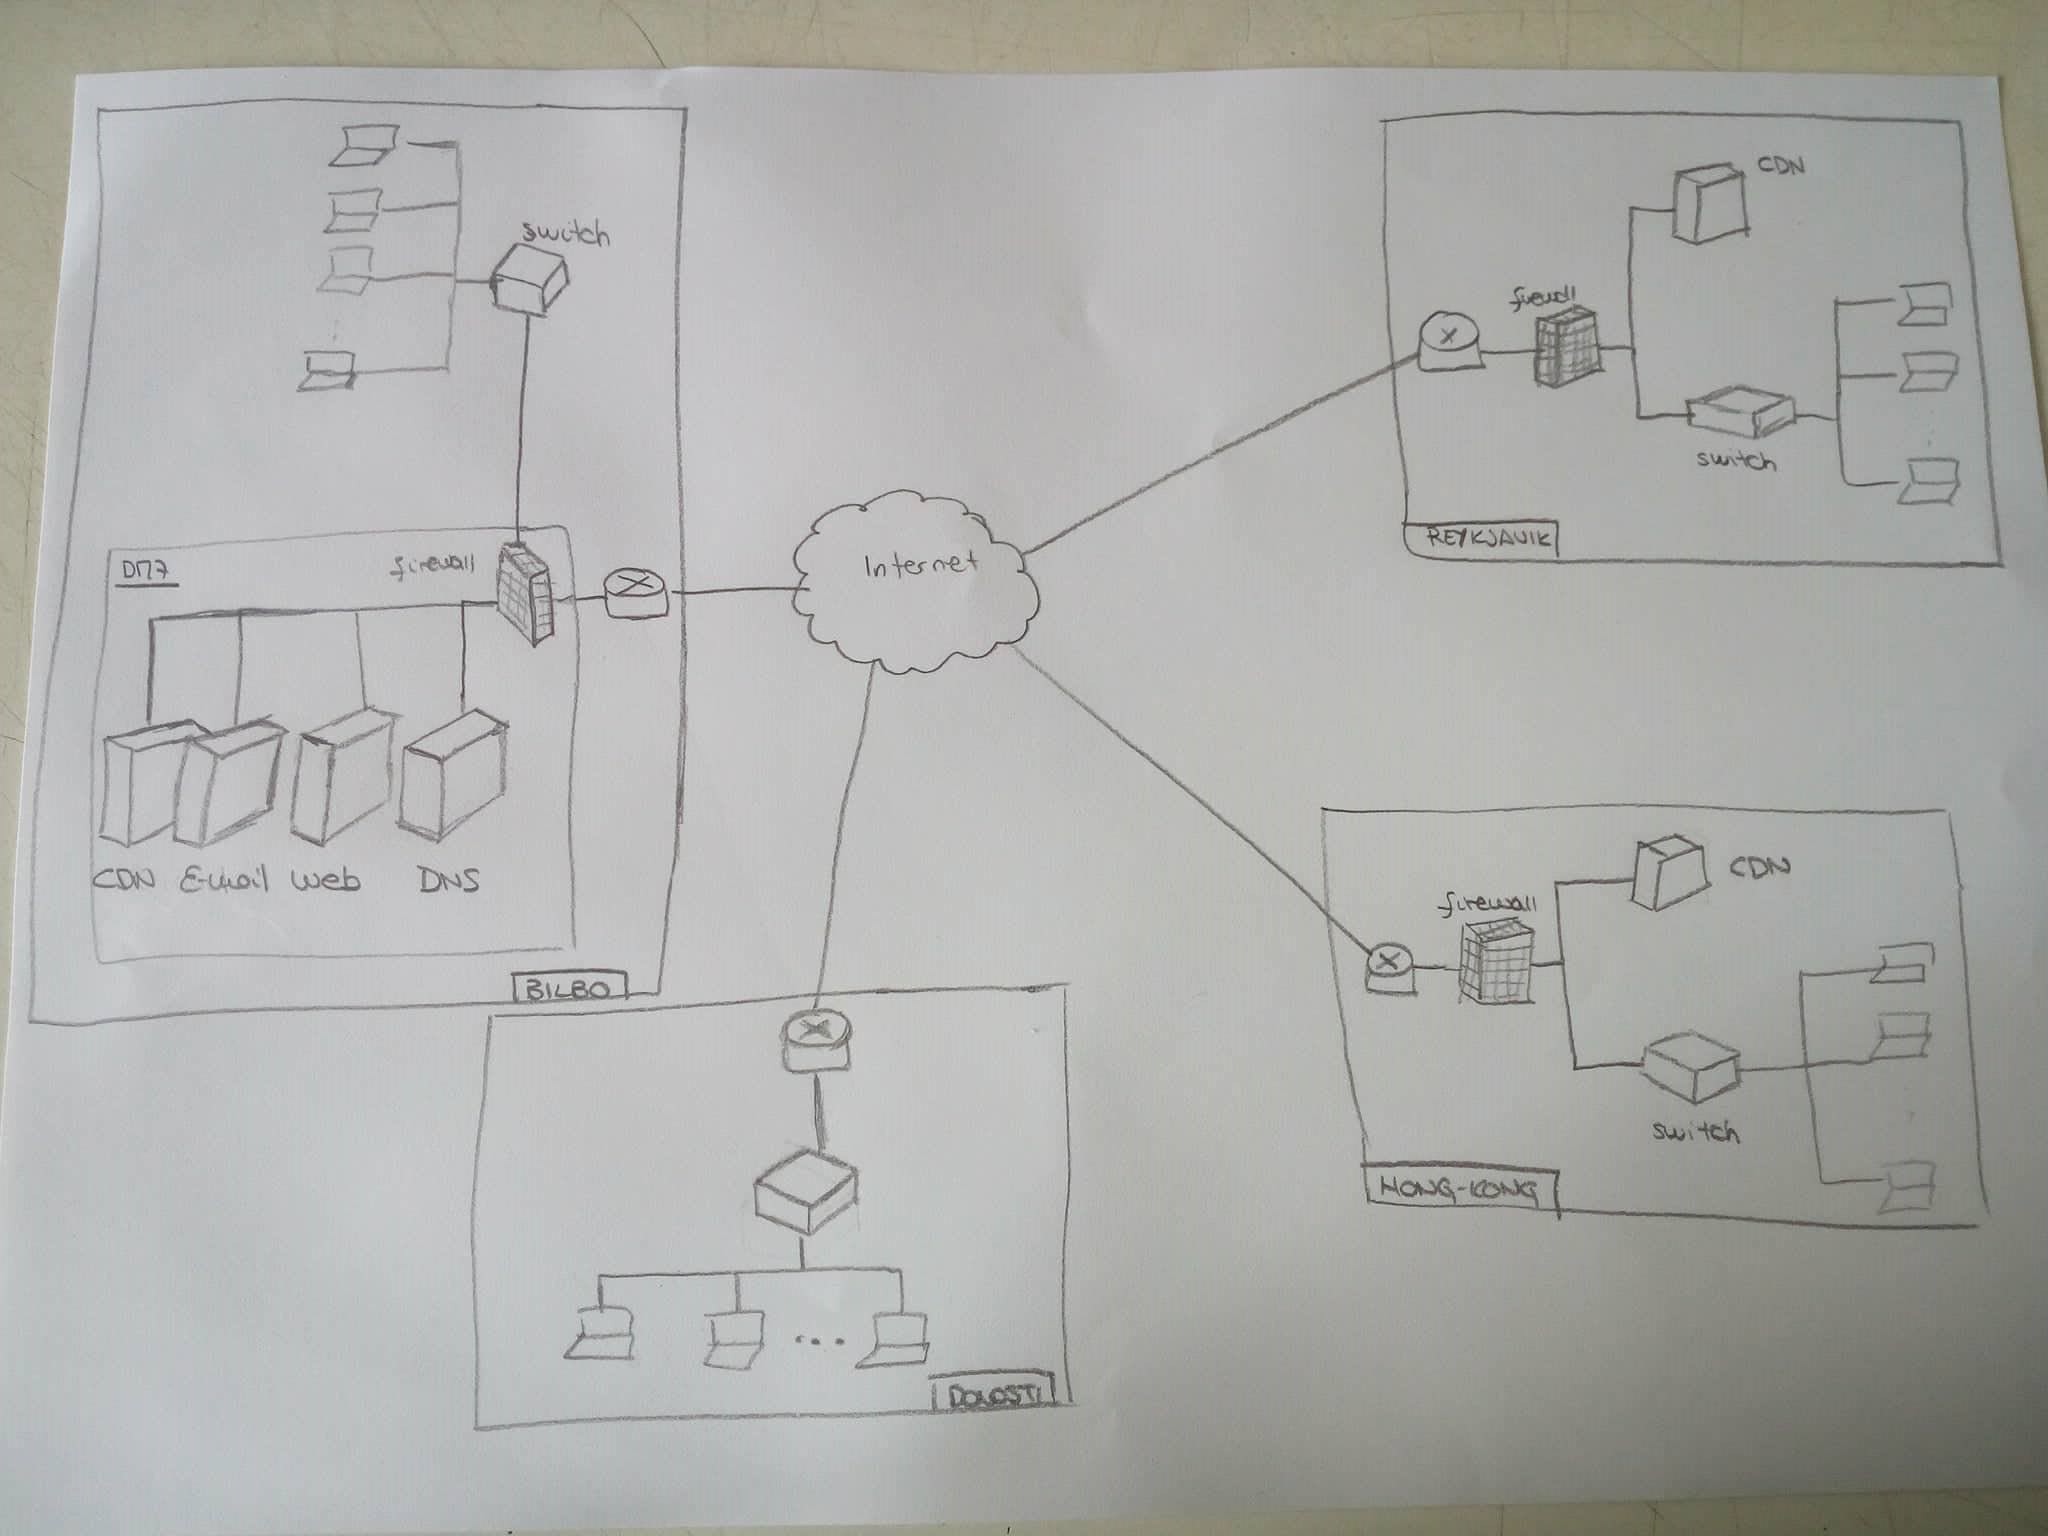 switch
DMZ
firewall
CDN
E-mail
Web
DNS
BILBO
Internet
CDN
firewall
switch
REYKJAVIK
CDN
firewall
switch
HONG-KONG
DONOSTI